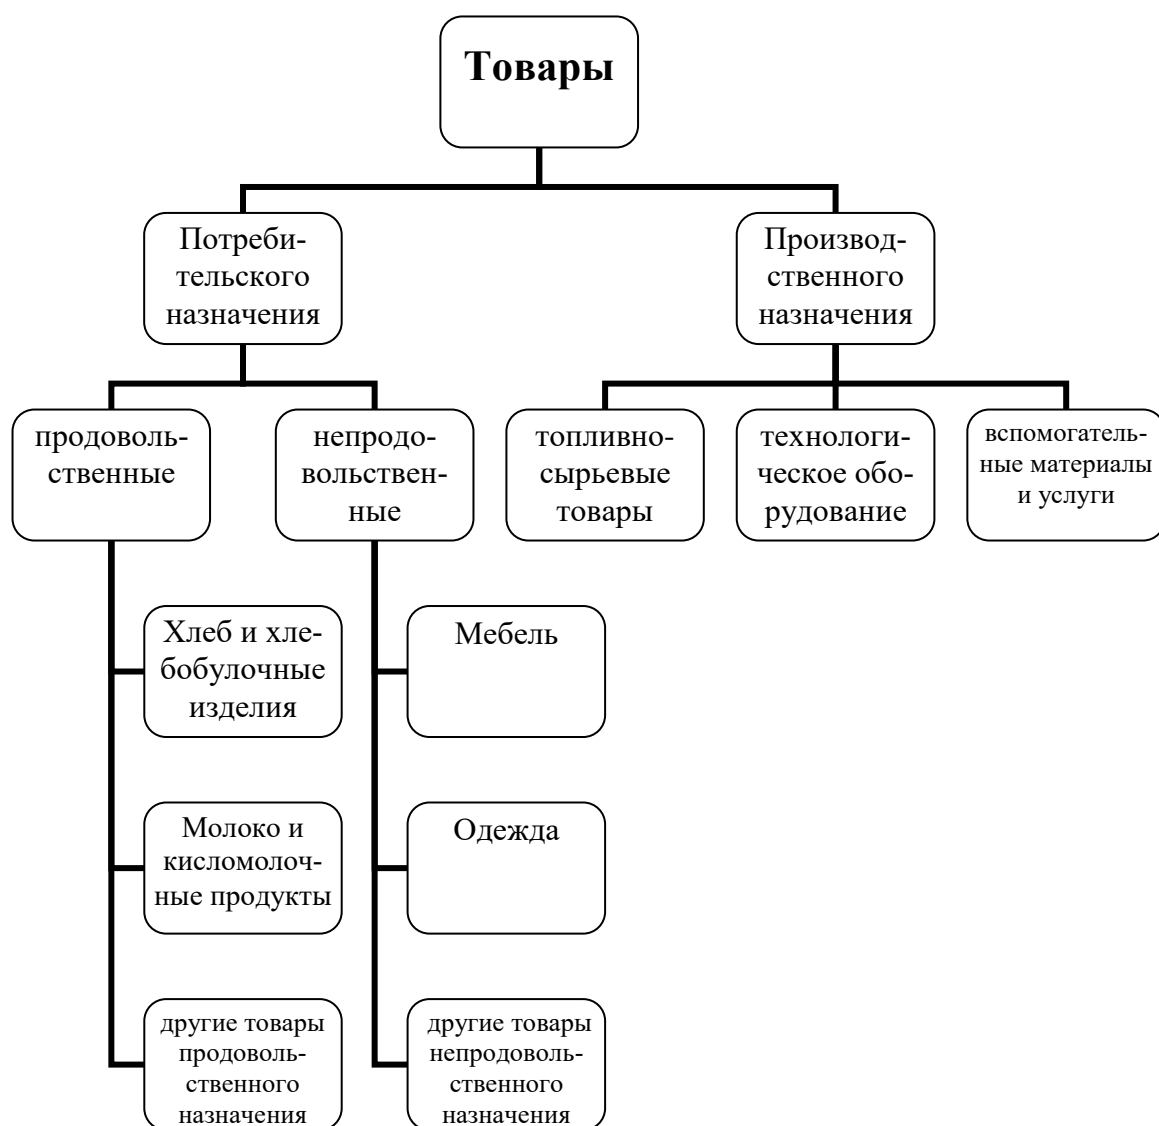 Товары
Потреби-
тельского
назначения
Производ-
ственного
назначения
продоволь-
ственные
непродо-
вольствен-
ные
топливно-
сырьевые
товары
технологи-
ческое обо-
рудование
вспомогатель-
ные материалы
и услуги
Хлеб и хле-
бобулочные
изделия
Мебель
Молоко и
кисломолоч-
ные продукты
Одежда
другие товары
продоволь-
ственного
назначения
другие товары
непродоволь-
ственного
назначения